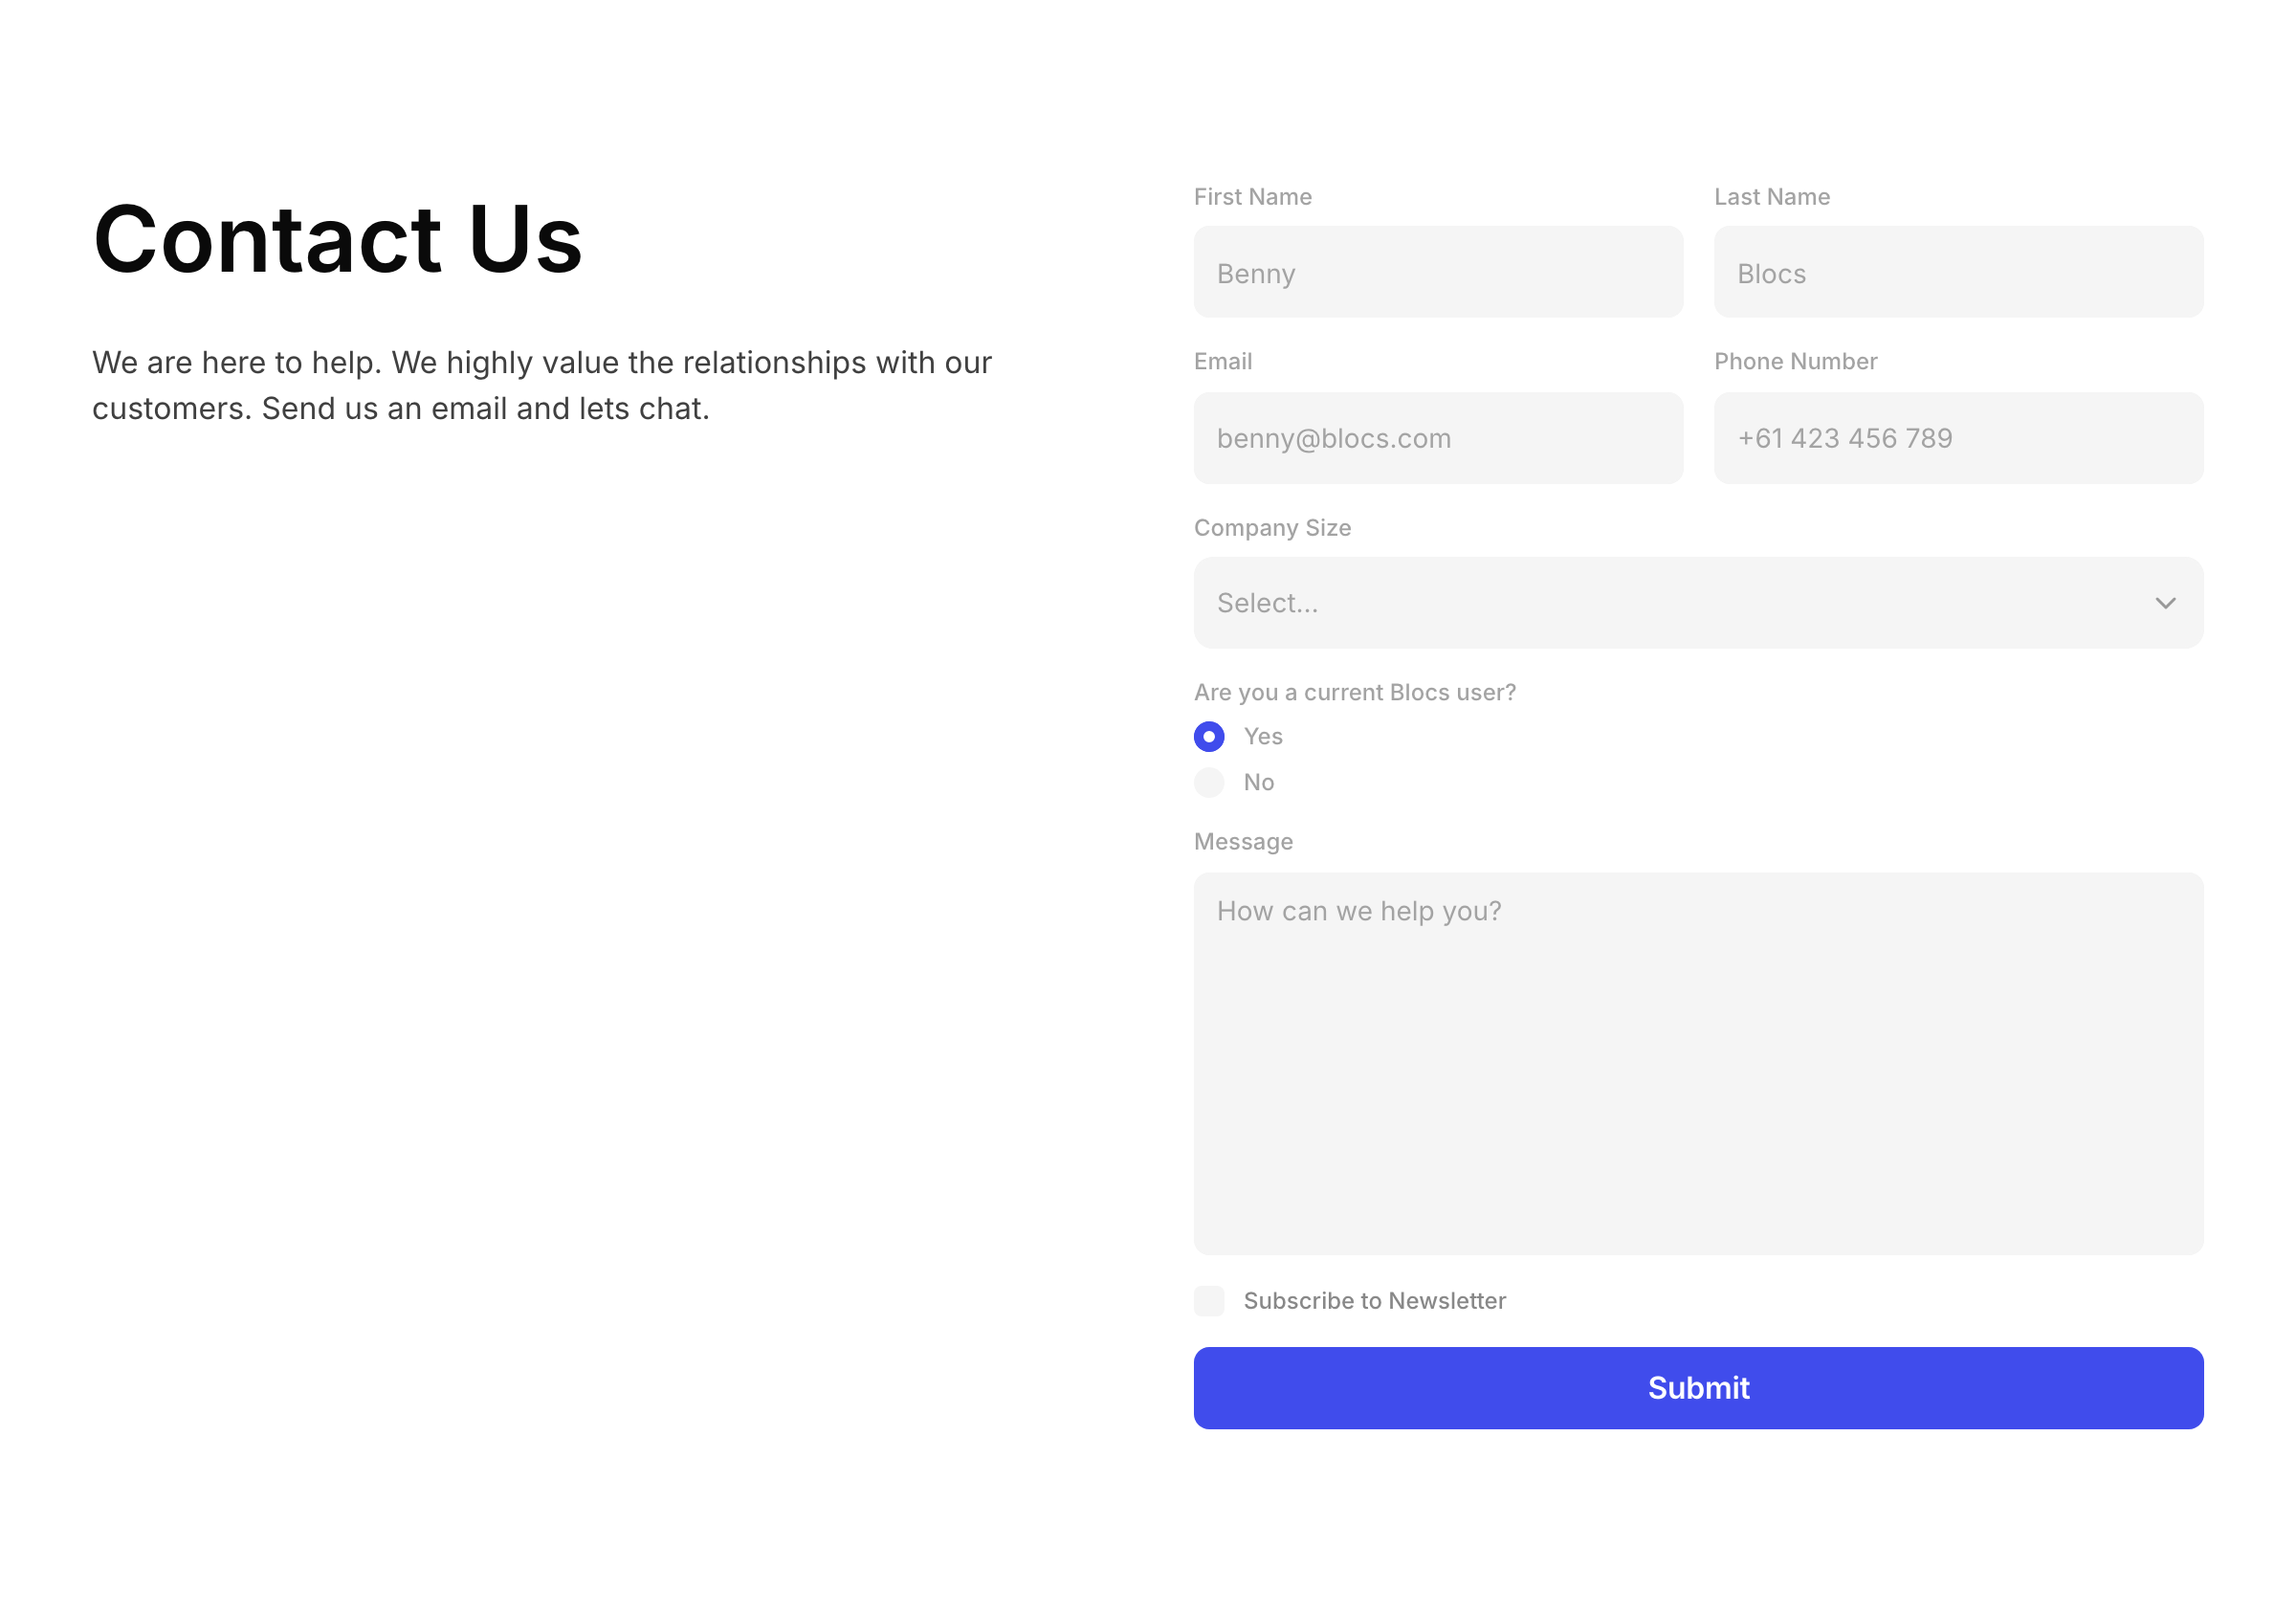 Contact Us
We are here to help. We highly value the relationships with our
customers. Send us an email and lets chat.
First Name
Last Name
Benny
Blocs
Email
Phone Number
benny@blocs.com
+61 423 456 789
Company Size
Select...
Are you a current Blocs user?
Yes
No
Message
How can we help you?
Subscribe to Newsletter
Submit